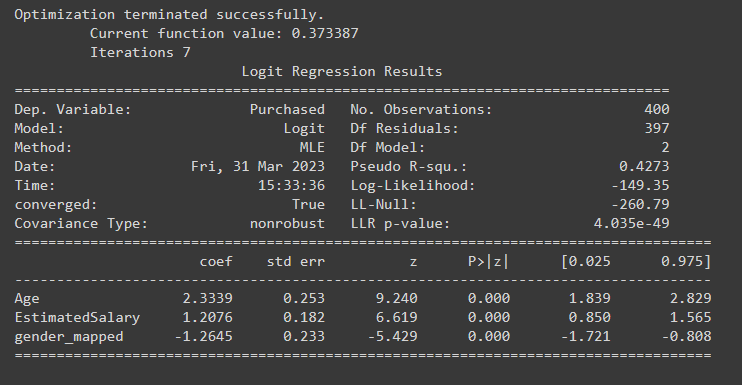 Optimization terminated successfully.
Current function value: 0.373387
Iterations 7
Logit Regression Results
==============================================================================
Dep. Variable: Purchased No. Observations: 400
Model: Logit Df Residuals: 397
Method: MLE Df Model: 2
Date: Fri, 31 Mar 2023 Pseudo R-squ.: 0.4273
Time: 15:33:36 Log-Likelihood: -149.35
converged: True LL-Null: -260.79
Covariance Type: nonrobust LLR p-value: 4.035e-49
===================================================================================
coef std err z P>|z| [0.025 0.975]
-----------------------------------------------------------------------------------
Age 2.3339 0.253 9.240 0.000 1.839 2.829
EstimatedSalary 1.2076 0.182 6.619 0.000 0.850 1.565
gender_mapped -1.2645 0.233 -5.429 0.000 -1.721 -0.808
===================================================================================